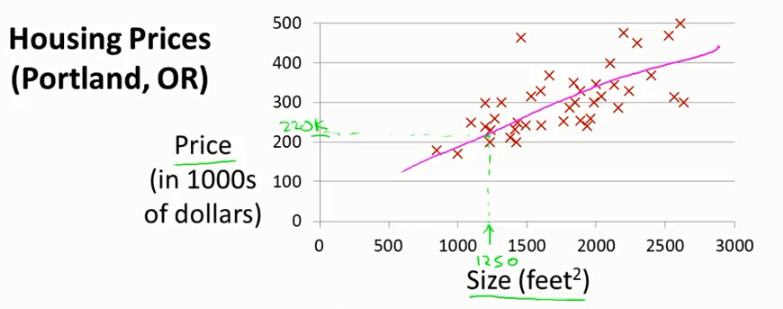 Housing Prices
(Portland, OR)
Price
(in 1000s
of dollars)
500
400
300
220K
200
100
0
0 500 1000 1500 2000 2500 3000
1250
Size (feet²)